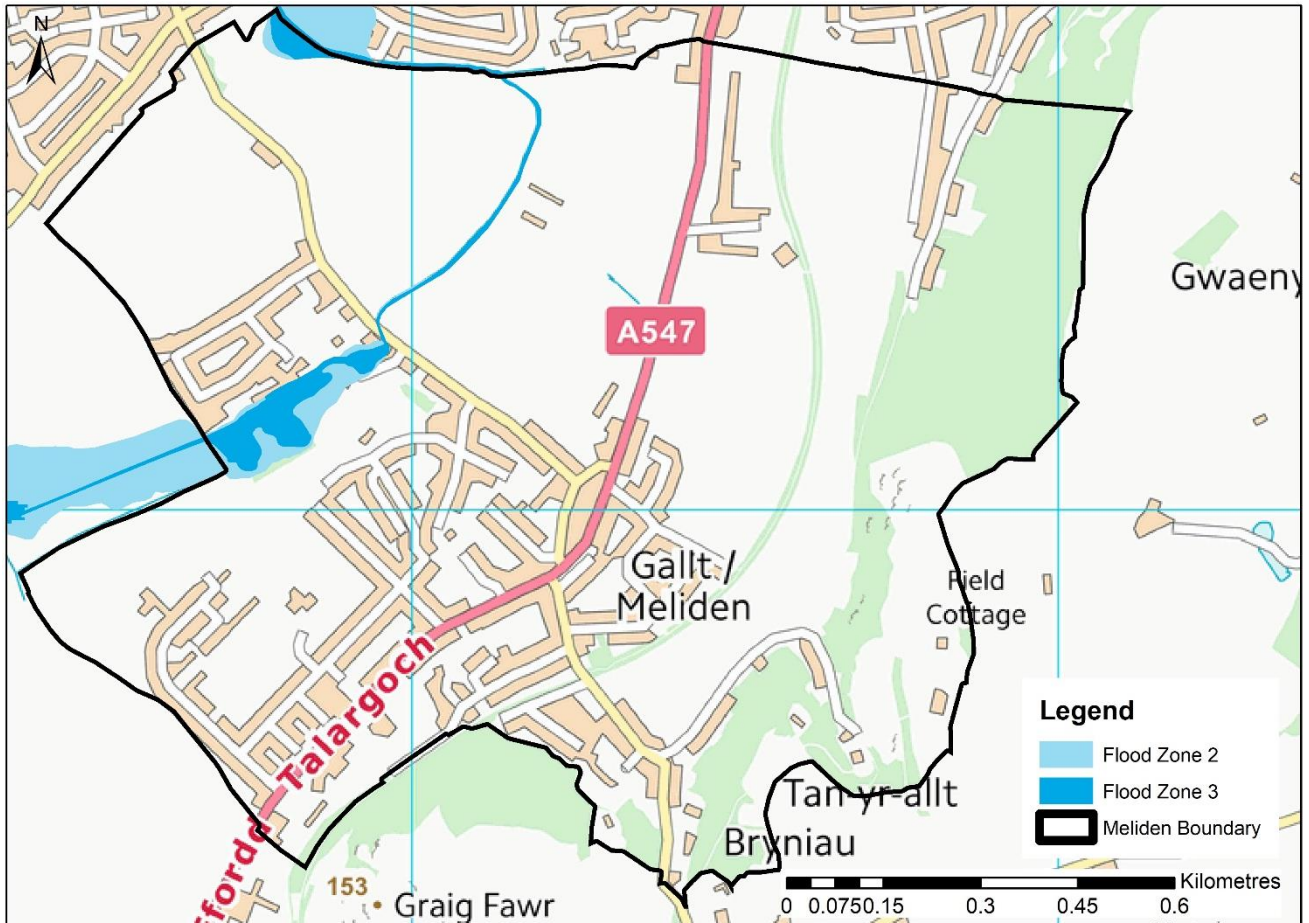 N
Gwaeny
A547
Gallt /
Meliden
Field
Cottage
Talargoch
sffordd
Tan-yr-allt
Bryniau
153
Graig Fawr
Legend
Flood Zone 2
Flood Zone 3
Meliden Boundary
Kilometres
0 0.075 0.15 0.3 0.45 0.6